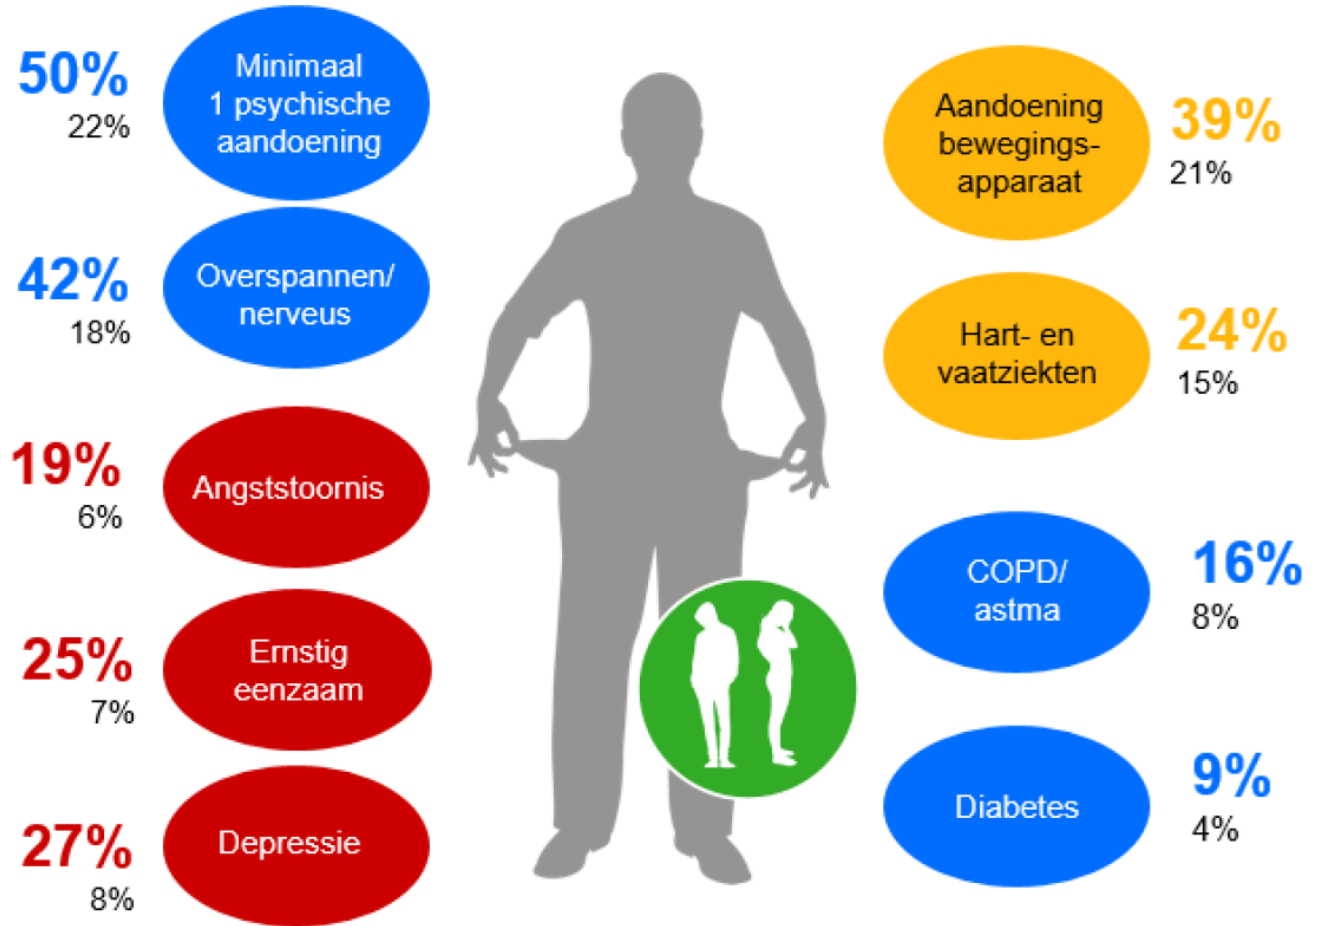 50%
22%
Minimaal
1 psychische
aandoening
42%
18%
Overspannen/
nerveus
19%
6%
Angststoornis
25%
7%
Ernstig
eenzaam
27%
8%
Depressie
Aandoening
bewegings-
apparaat
39%
21%
Hart- en
vaatziekten
24%
15%
COPD/
astma
16%
8%
Diabetes
9%
4%